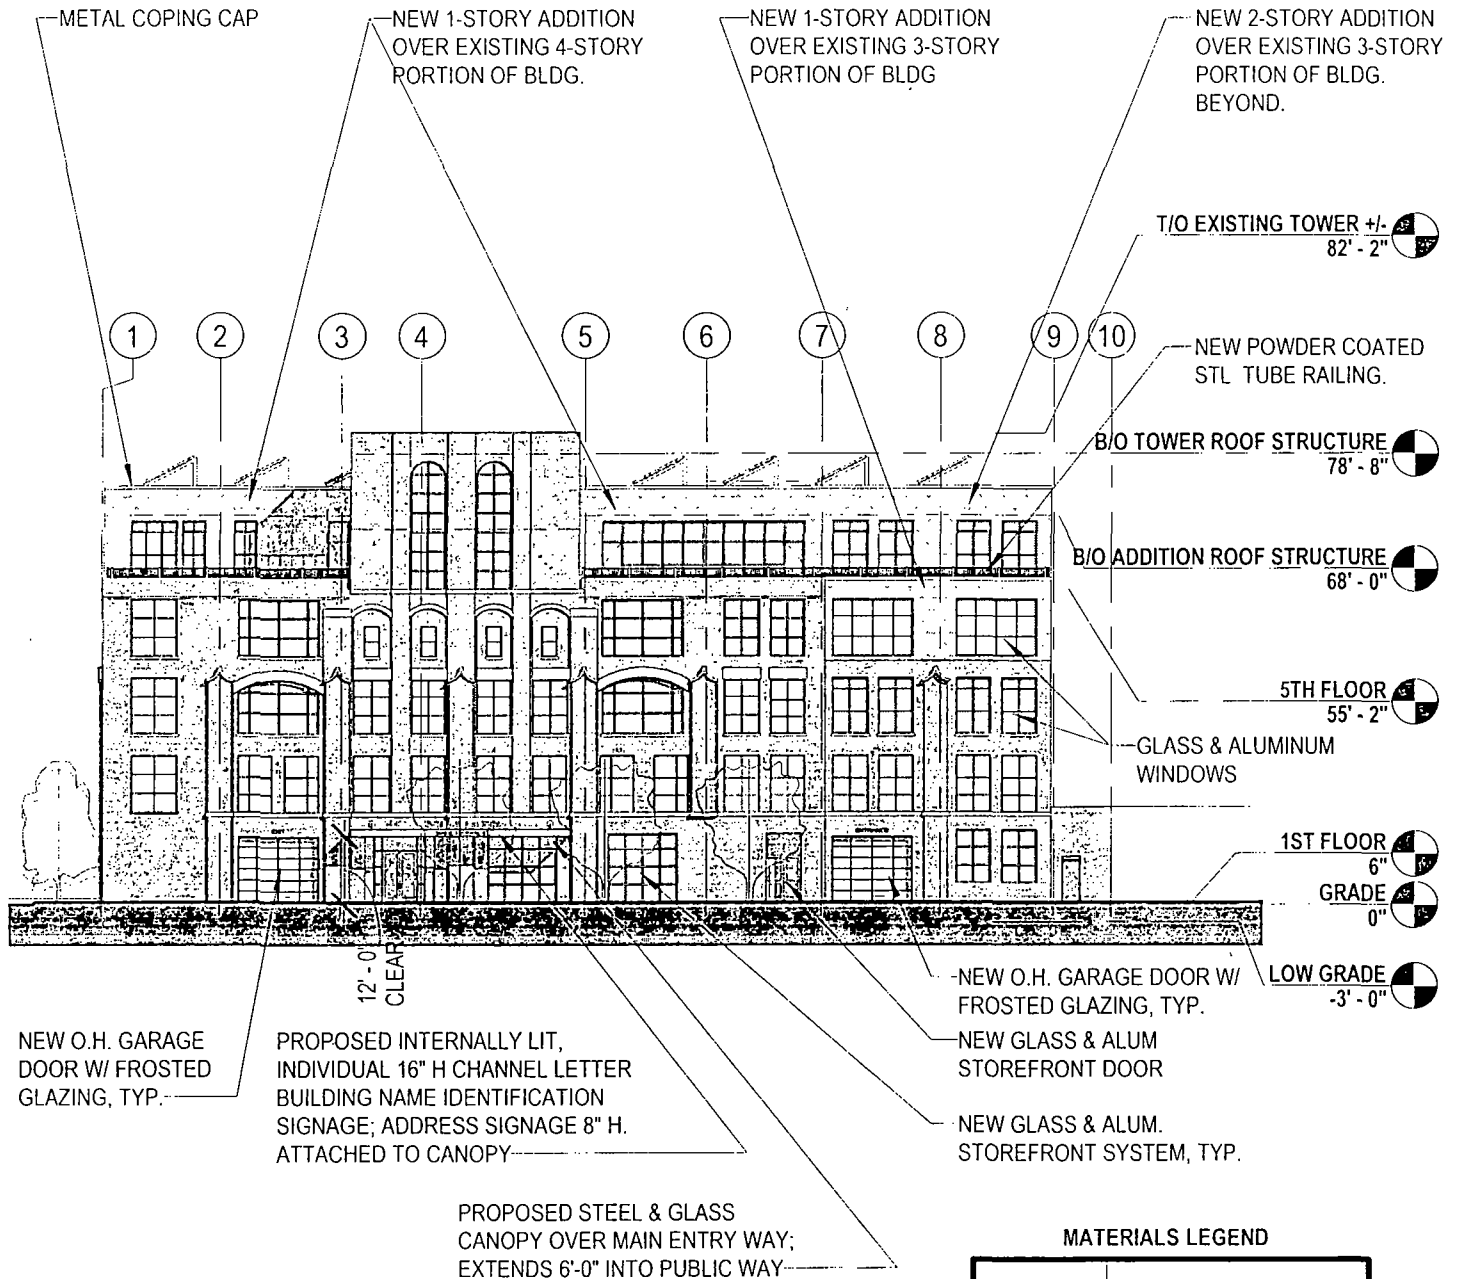 METAL COPING CAP
NEW 1-STORY ADDITION
OVER EXISTING 4-STORY
PORTION OF BLDG.
NEW 1-STORY ADDITION
OVER EXISTING 3-STORY
PORTION OF BLDG
NEW 2-STORY ADDITION
OVER EXISTING 3-STORY
PORTION OF BLDG.
BEYOND.
T/O EXISTING TOWER +/-
82' - 2"
1 2 3 4 5 6 7 8 9 10
NEW POWDER COATED
STL TUBE RAILING.
B/O TOWER ROOF STRUCTURE
78' - 8"
B/O ADDITION ROOF STRUCTURE
68' - 0"
5TH FLOOR
55' - 2"
GLASS & ALUMINUM
WINDOWS
1ST FLOOR
6"
GRADE
0"
LOW GRADE
-3' - 0"
12' - 0"
CLEAR
NEW O.H. GARAGE DOOR W/
FROSTED GLAZING, TYP.
NEW GLASS & ALUM
STOREFRONT DOOR
NEW GLASS & ALUM.
STOREFRONT SYSTEM, TYP.
NEW O.H. GARAGE
DOOR W/ FROSTED
GLAZING, TYP.
PROPOSED INTERNALLY LIT,
INDIVIDUAL 16" H CHANNEL LETTER
BUILDING NAME IDENTIFICATION
SIGNAGE; ADDRESS SIGNAGE 8" H.
ATTACHED TO CANOPY
PROPOSED STEEL & GLASS
CANOPY OVER MAIN ENTRY WAY;
EXTENDS 6'-0" INTO PUBLIC WAY
MATERIALS LEGEND